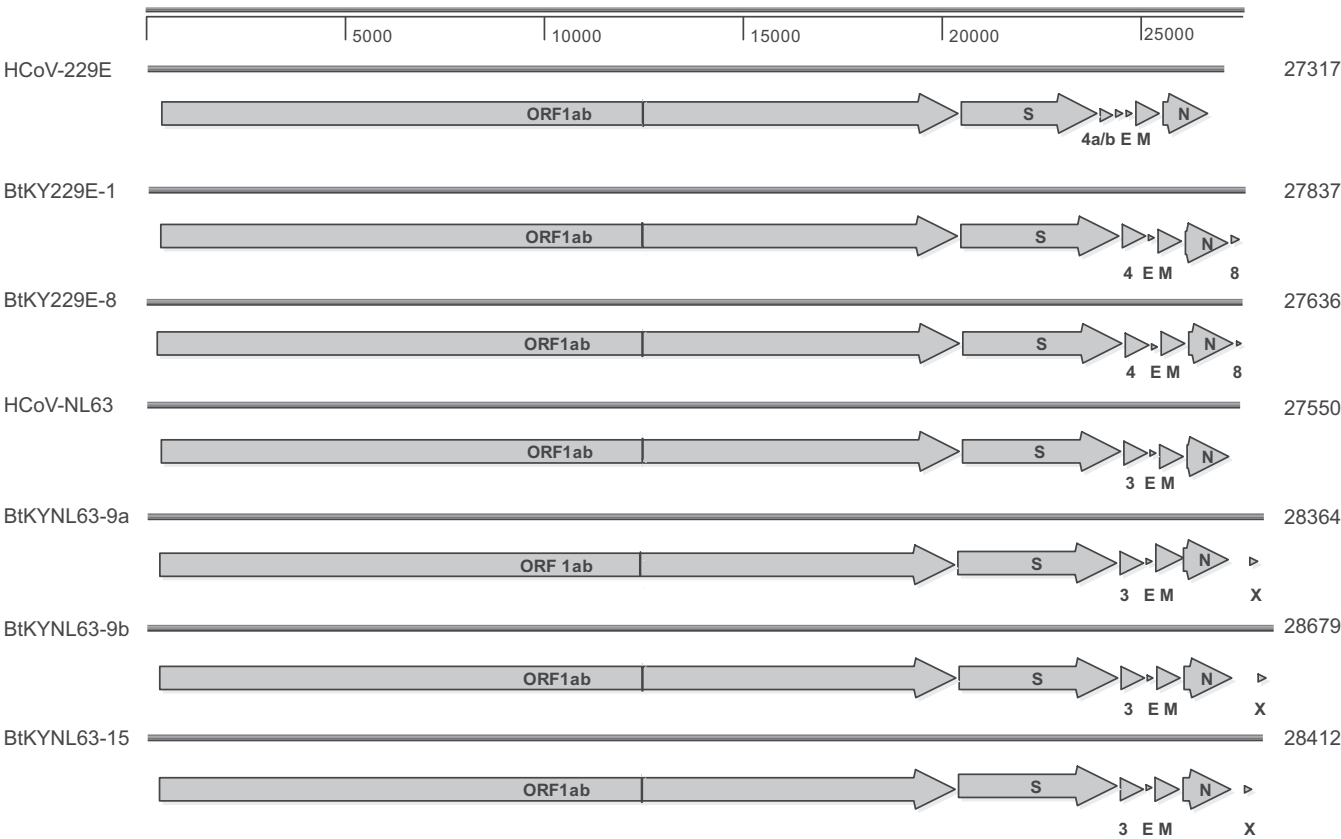 5000 10000 15000 20000 25000
HCoV-229E 27317
ORF1ab S N
4a/b E M
BtKY229E-1 27837
ORF1ab S N
4 E M 8
BtKY229E-8 27636
ORF1ab S N
4 E M 8
HCoV-NL63 27550
ORF1ab S N
3 E M
BtKYNL63-9a 28364
ORF 1ab S N
3 E M X
BtKYNL63-9b 28679
ORF1ab S N
3 E M X
BtKYNL63-15 28412
ORF1ab S N
3 E M X